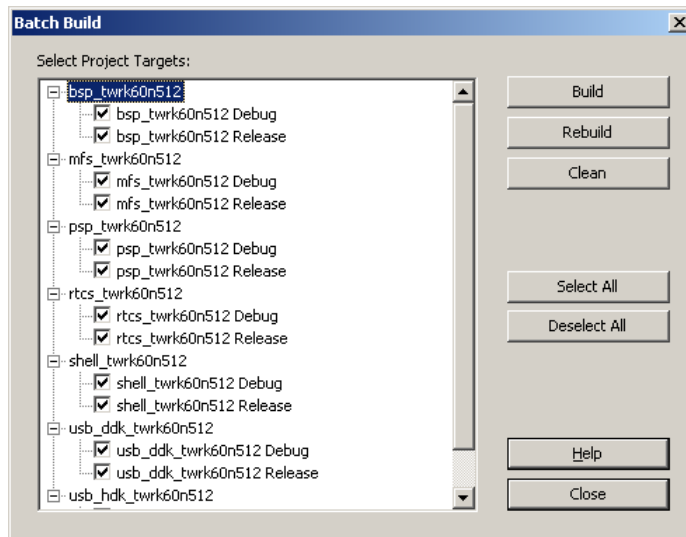 Batch Build
Select Project Targets:
bsp_twrk60n512
bsp_twrk60n512 Debug
bsp_twrk60n512 Release
mfs_twrk60n512
mfs_twrk60n512 Debug
mfs_twrk60n512 Release
psp_twrk60n512
psp_twrk60n512 Debug
psp_twrk60n512 Release
rtcs_twrk60n512
rtcs_twrk60n512 Debug
rtcs_twrk60n512 Release
shell_twrk60n512
shell_twrk60n512 Debug
shell_twrk60n512 Release
usb_ddk_twrk60n512
usb_ddk_twrk60n512 Debug
usb_ddk_twrk60n512 Release
usb_hdk_twrk60n512
Build
Rebuild
Clean
Select All
Deselect All
Help
Close